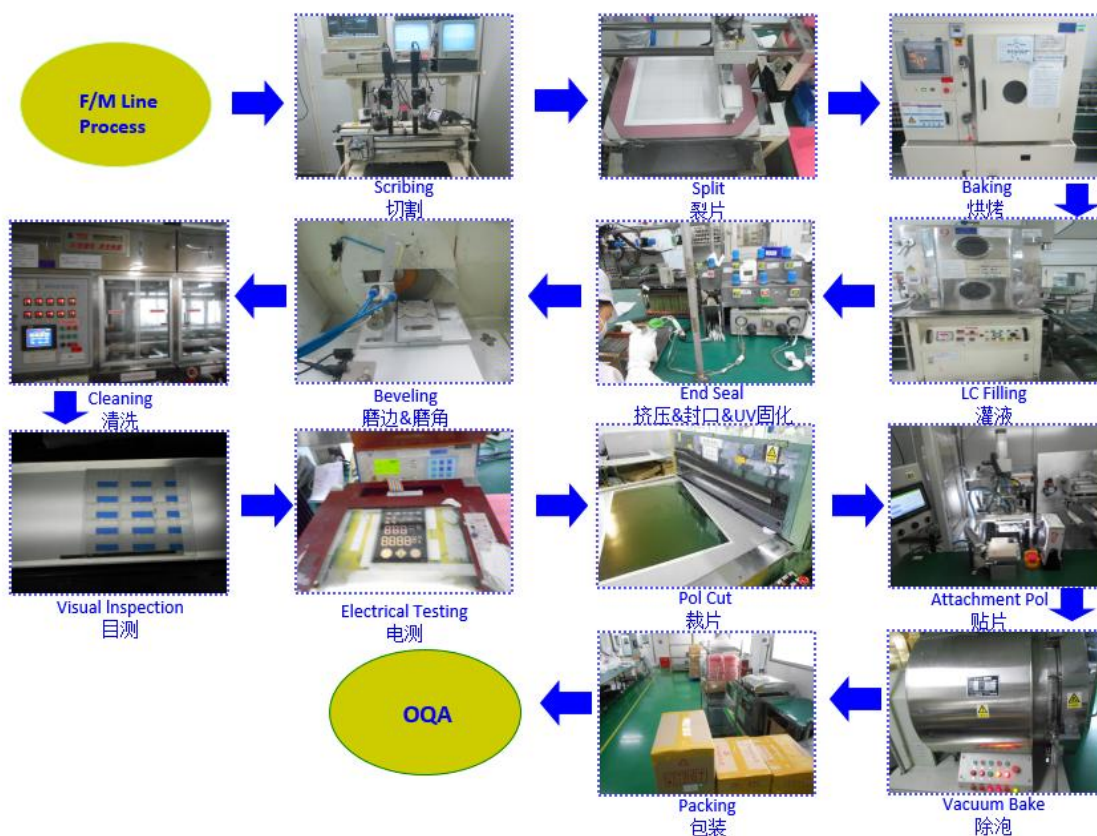 F/M Line
Process
Scribing
切割
Split
裂片
Baking
烘烤
LC Filling
灌液
End Seal
挤压&封口&UV固化
Beveling
磨边&磨角
Cleaning
清洗
Visual Inspection
目测
Electrical Testing
电测
Pol Cut
裁片
Attachment Pol
贴片
Vacuum Bake
除泡
Packing
包装
OQA